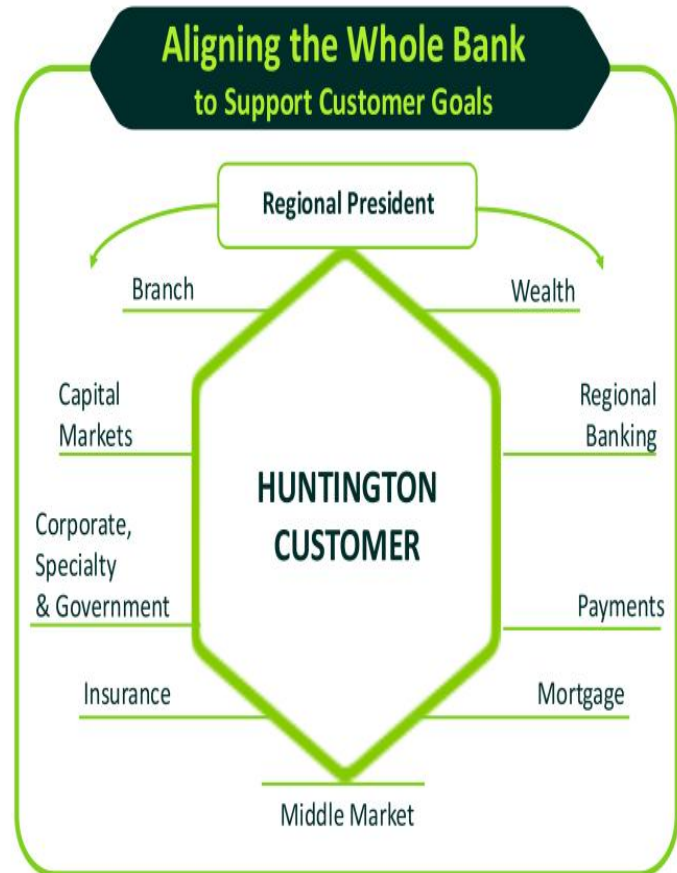 Aligning the Whole Bank
to Support Customer Goals
Regional President
Branch
Wealth
Capital
Markets
Regional
Banking
HUNTINGTON
CUSTOMER
Corporate,
Specialty
& Government
Payments
Insurance
Mortgage
Middle Market